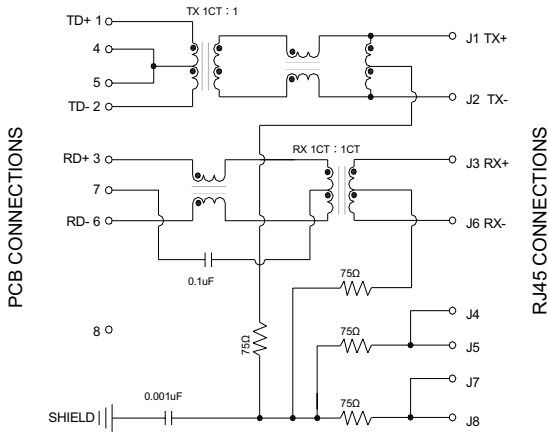 TX 1CT : 1
TD+ 1
4
5
TD- 2
J1 TX+
J2 TX-
RX 1CT : 1CT
RD+ 3
7
RD- 6
J3 RX+
J6 RX-
0.1uF
75Ω
8
75Ω
75Ω
J4
J5
J7
0.001uF
75Ω
SHIELD
J8
PCB CONNECTIONS
RJ45 CONNECTIONS